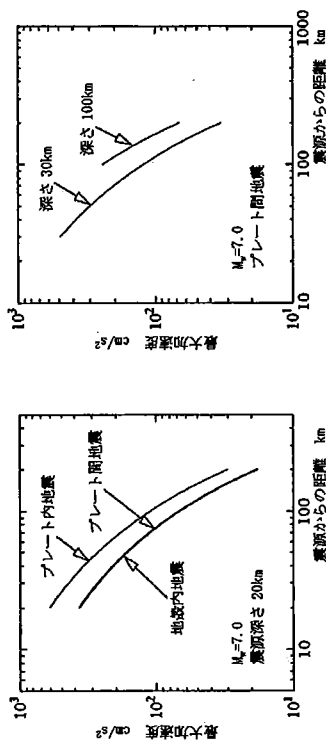 10³
10²
10¹
最大加速度 cm/s²
プレート内地震
プレート間地震
地殻内地震
M_w=7.0
震源深さ 20km
10
100
1000
震源からの距離 km
10³
10²
10¹
最大加速度 cm/s²
深さ 30km
深さ 100km
M_w=7.0
プレート間地震
10
100
1000
震源からの距離 km